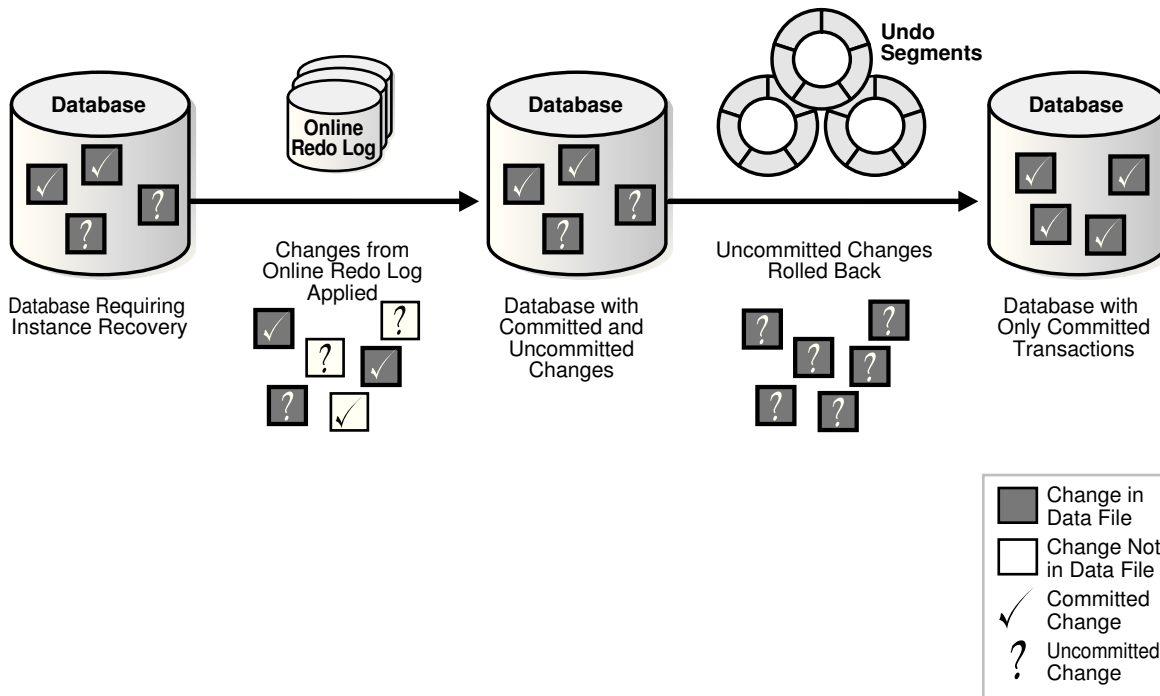 Undo
Segments
Database
Online
Redo Log
Database
Database
Changes from
Online Redo Log
Applied
Uncommitted Changes
Rolled Back
Database Requiring
Instance Recovery
Database with
Committed and
Uncommitted
Changes
Database with
Only Committed
Transactions
Change in
Data File
Change Not
in Data File
Committed
Change
Uncommitted
Change